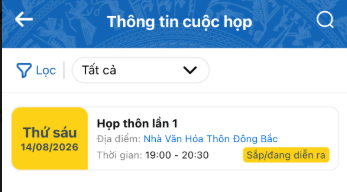 Thông tin cuộc họp
Lọc
Tất cả
Thứ sáu
14/08/2026
Họp thôn lần 1
Địa điểm: Nhà Văn Hóa Thôn Đông Bắc
Thời gian: 19:00 - 20:30
Sắp/đang diễn ra